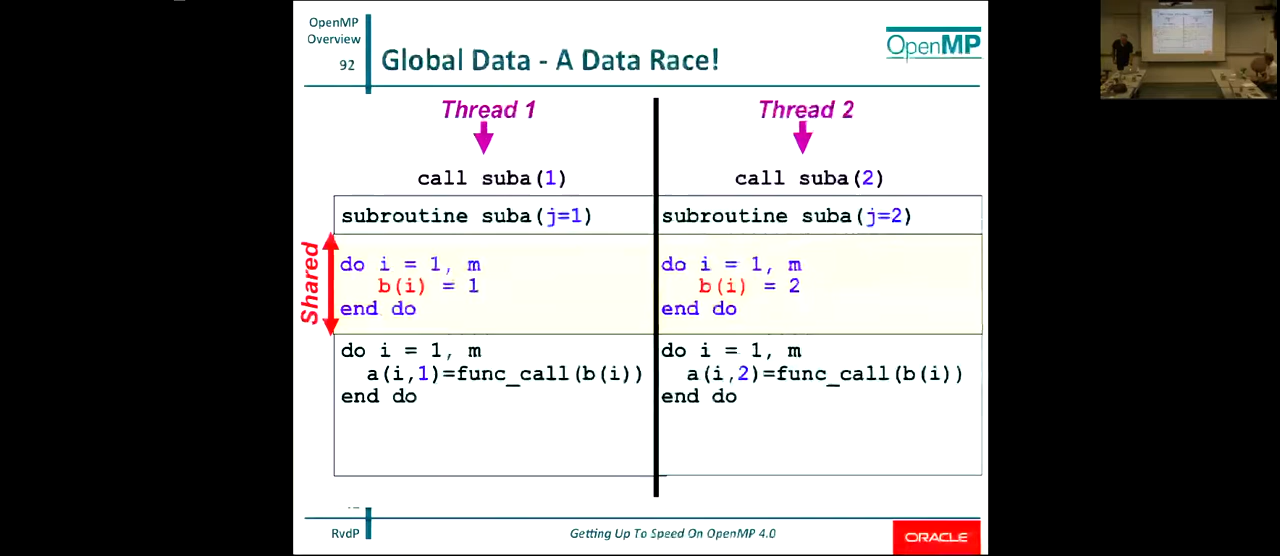 OpenMP
Overview
92
Global Data - A Data Race!
OpenMP
Thread 1
Thread 2
call suba(1)
call suba(2)
subroutine suba(j=1)
subroutine suba(j=2)
Shared
do i = 1, m
b(i) = 1
end do
do i = 1, m
b(i) = 2
end do
do i = 1, m
a(i,1)=func_call(b(i))
end do
do i = 1, m
a(i,2)=func_call(b(i))
end do
RvdP
Getting Up To Speed On OpenMP 4.0
ORACLE